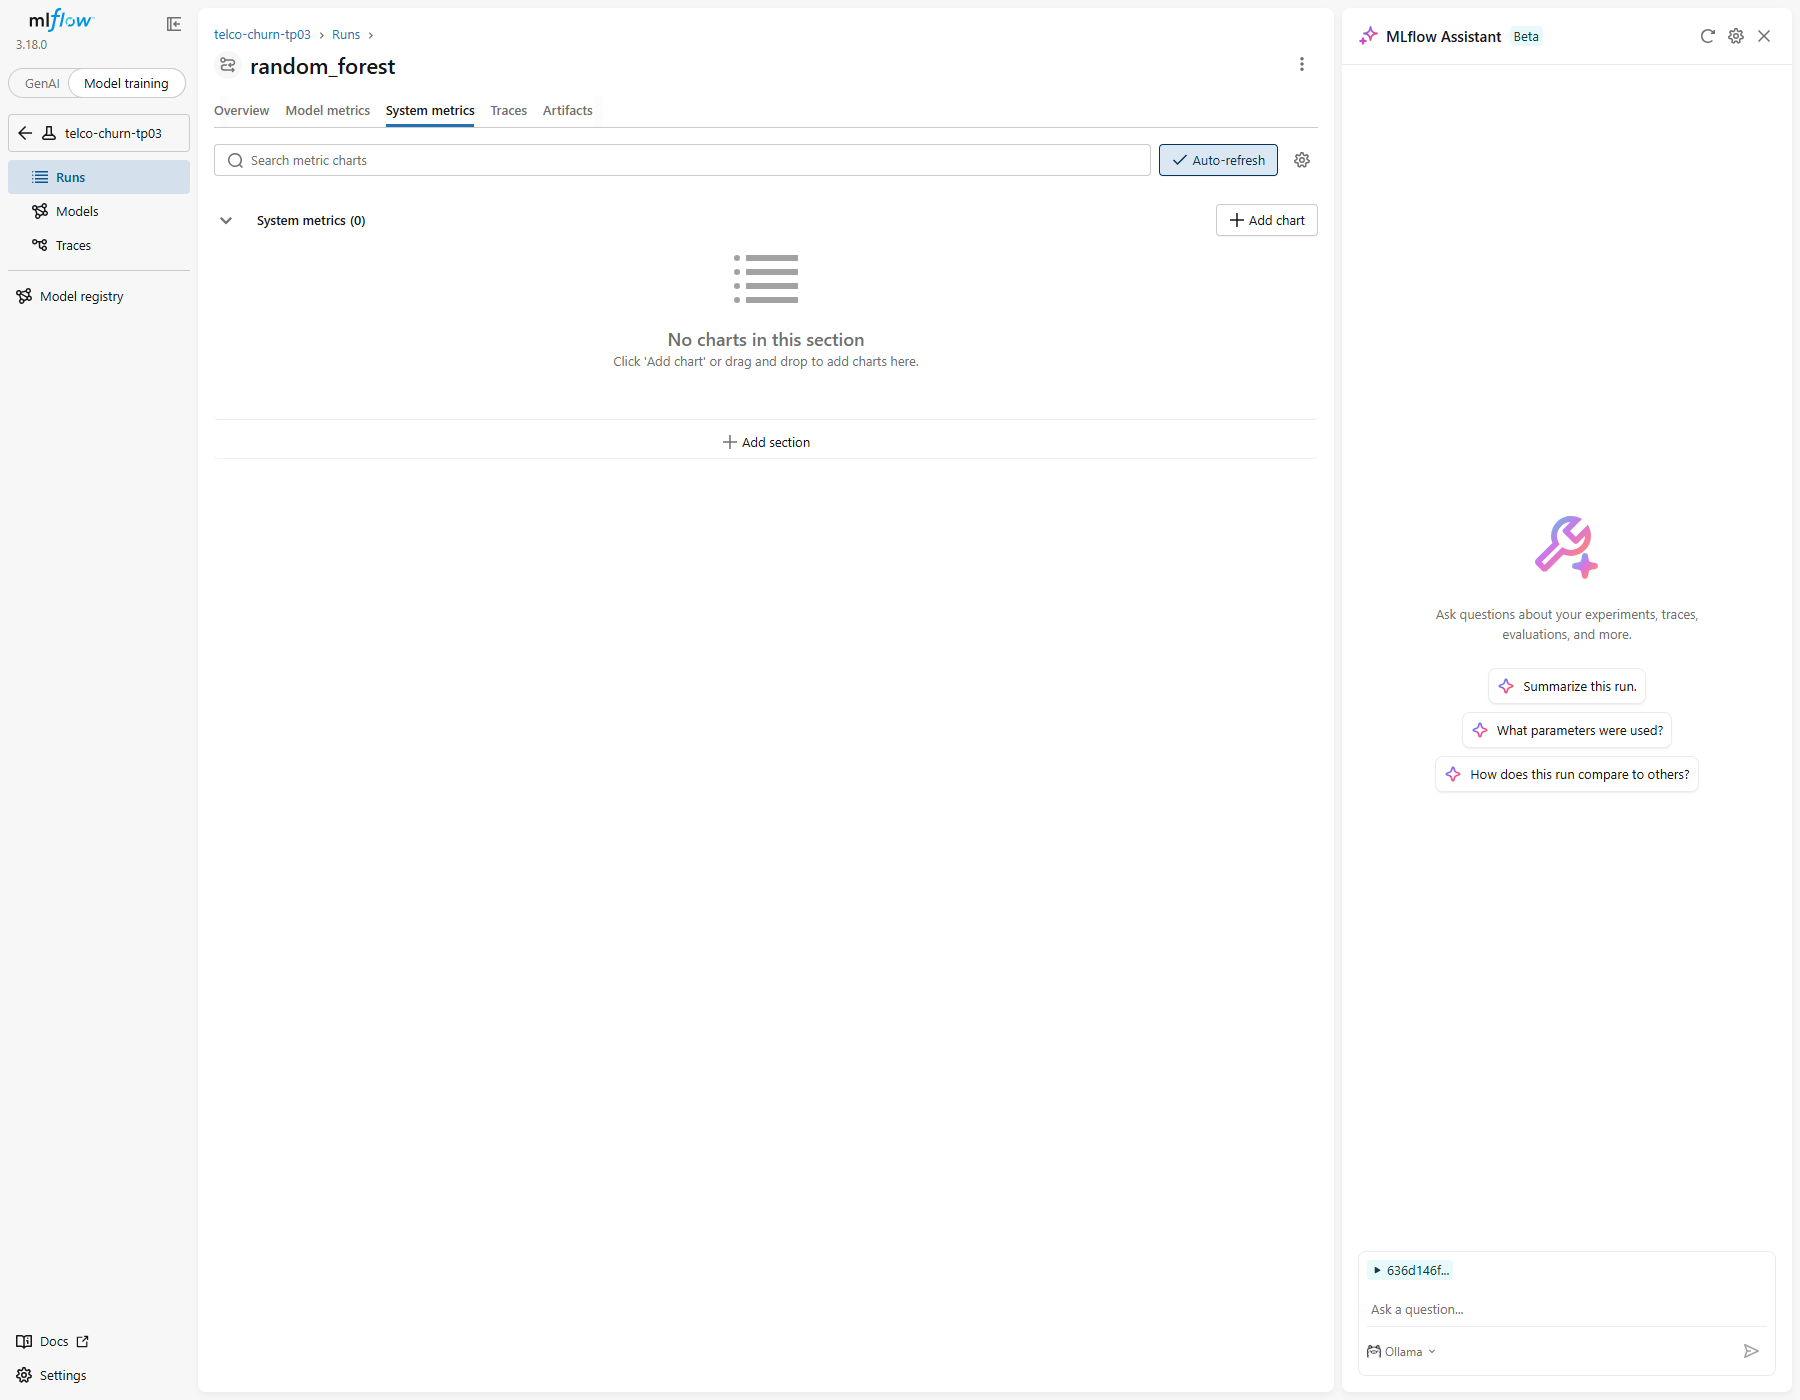 mlflow
3.18.0
GenAI
Model training
telco-churn-tp03
Runs
Models
Traces
Model registry
Docs
Settings
telco-churn-tp03 > Runs >
random_forest
Overview
Model metrics
System metrics
Traces
Artifacts
Search metric charts
Auto-refresh
System metrics (0)
Add chart
No charts in this section
Click 'Add chart' or drag and drop to add charts here.
Add section
MLflow Assistant
Beta
Ask questions about your experiments, traces,
evaluations, and more.
Summarize this run.
What parameters were used?
How does this run compare to others?
636d146f...
Ask a question...
Ollama